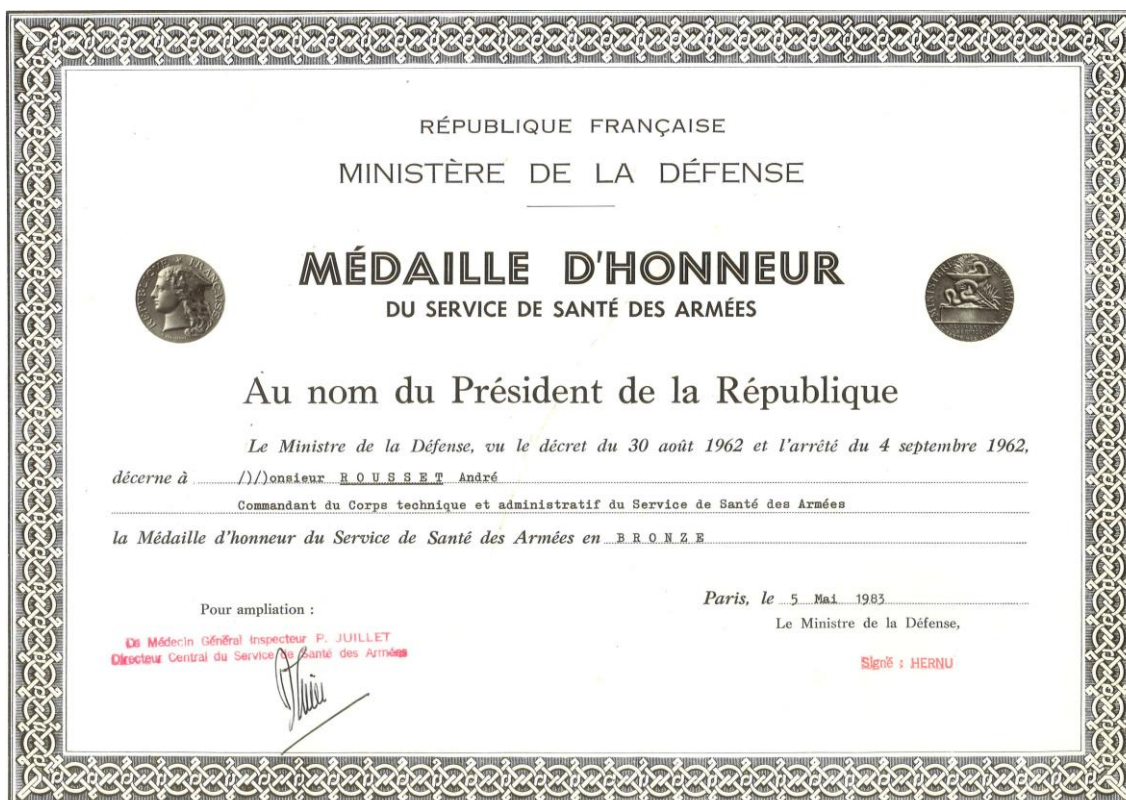 RÉPUBLIQUE FRANÇAISE
MINISTÈRE DE LA DÉFENSE
RÉPUBLIQUE FRANÇAISE
MÉDAILLE D'HONNEUR
DU SERVICE DE SANTÉ DES ARMÉES
Au nom du Président de la République
Le Ministre de la Défense, vu le décret du 30 août 1962 et l'arrêté du 4 septembre 1962,
décerne à /)/)onsieur ROUSSET André
Commandant du Corps technique et administratif du Service de Santé des Armées
la Médaille d'honneur du Service de Santé des Armées en BRONZE
Paris, le 5 Mai 1983
Pour ampliation :
Le Ministre de la Défense,
Le Médecin Général Inspecteur P. JUILLET
Directeur Central du Service de Santé des Armées
Signé : HERNU